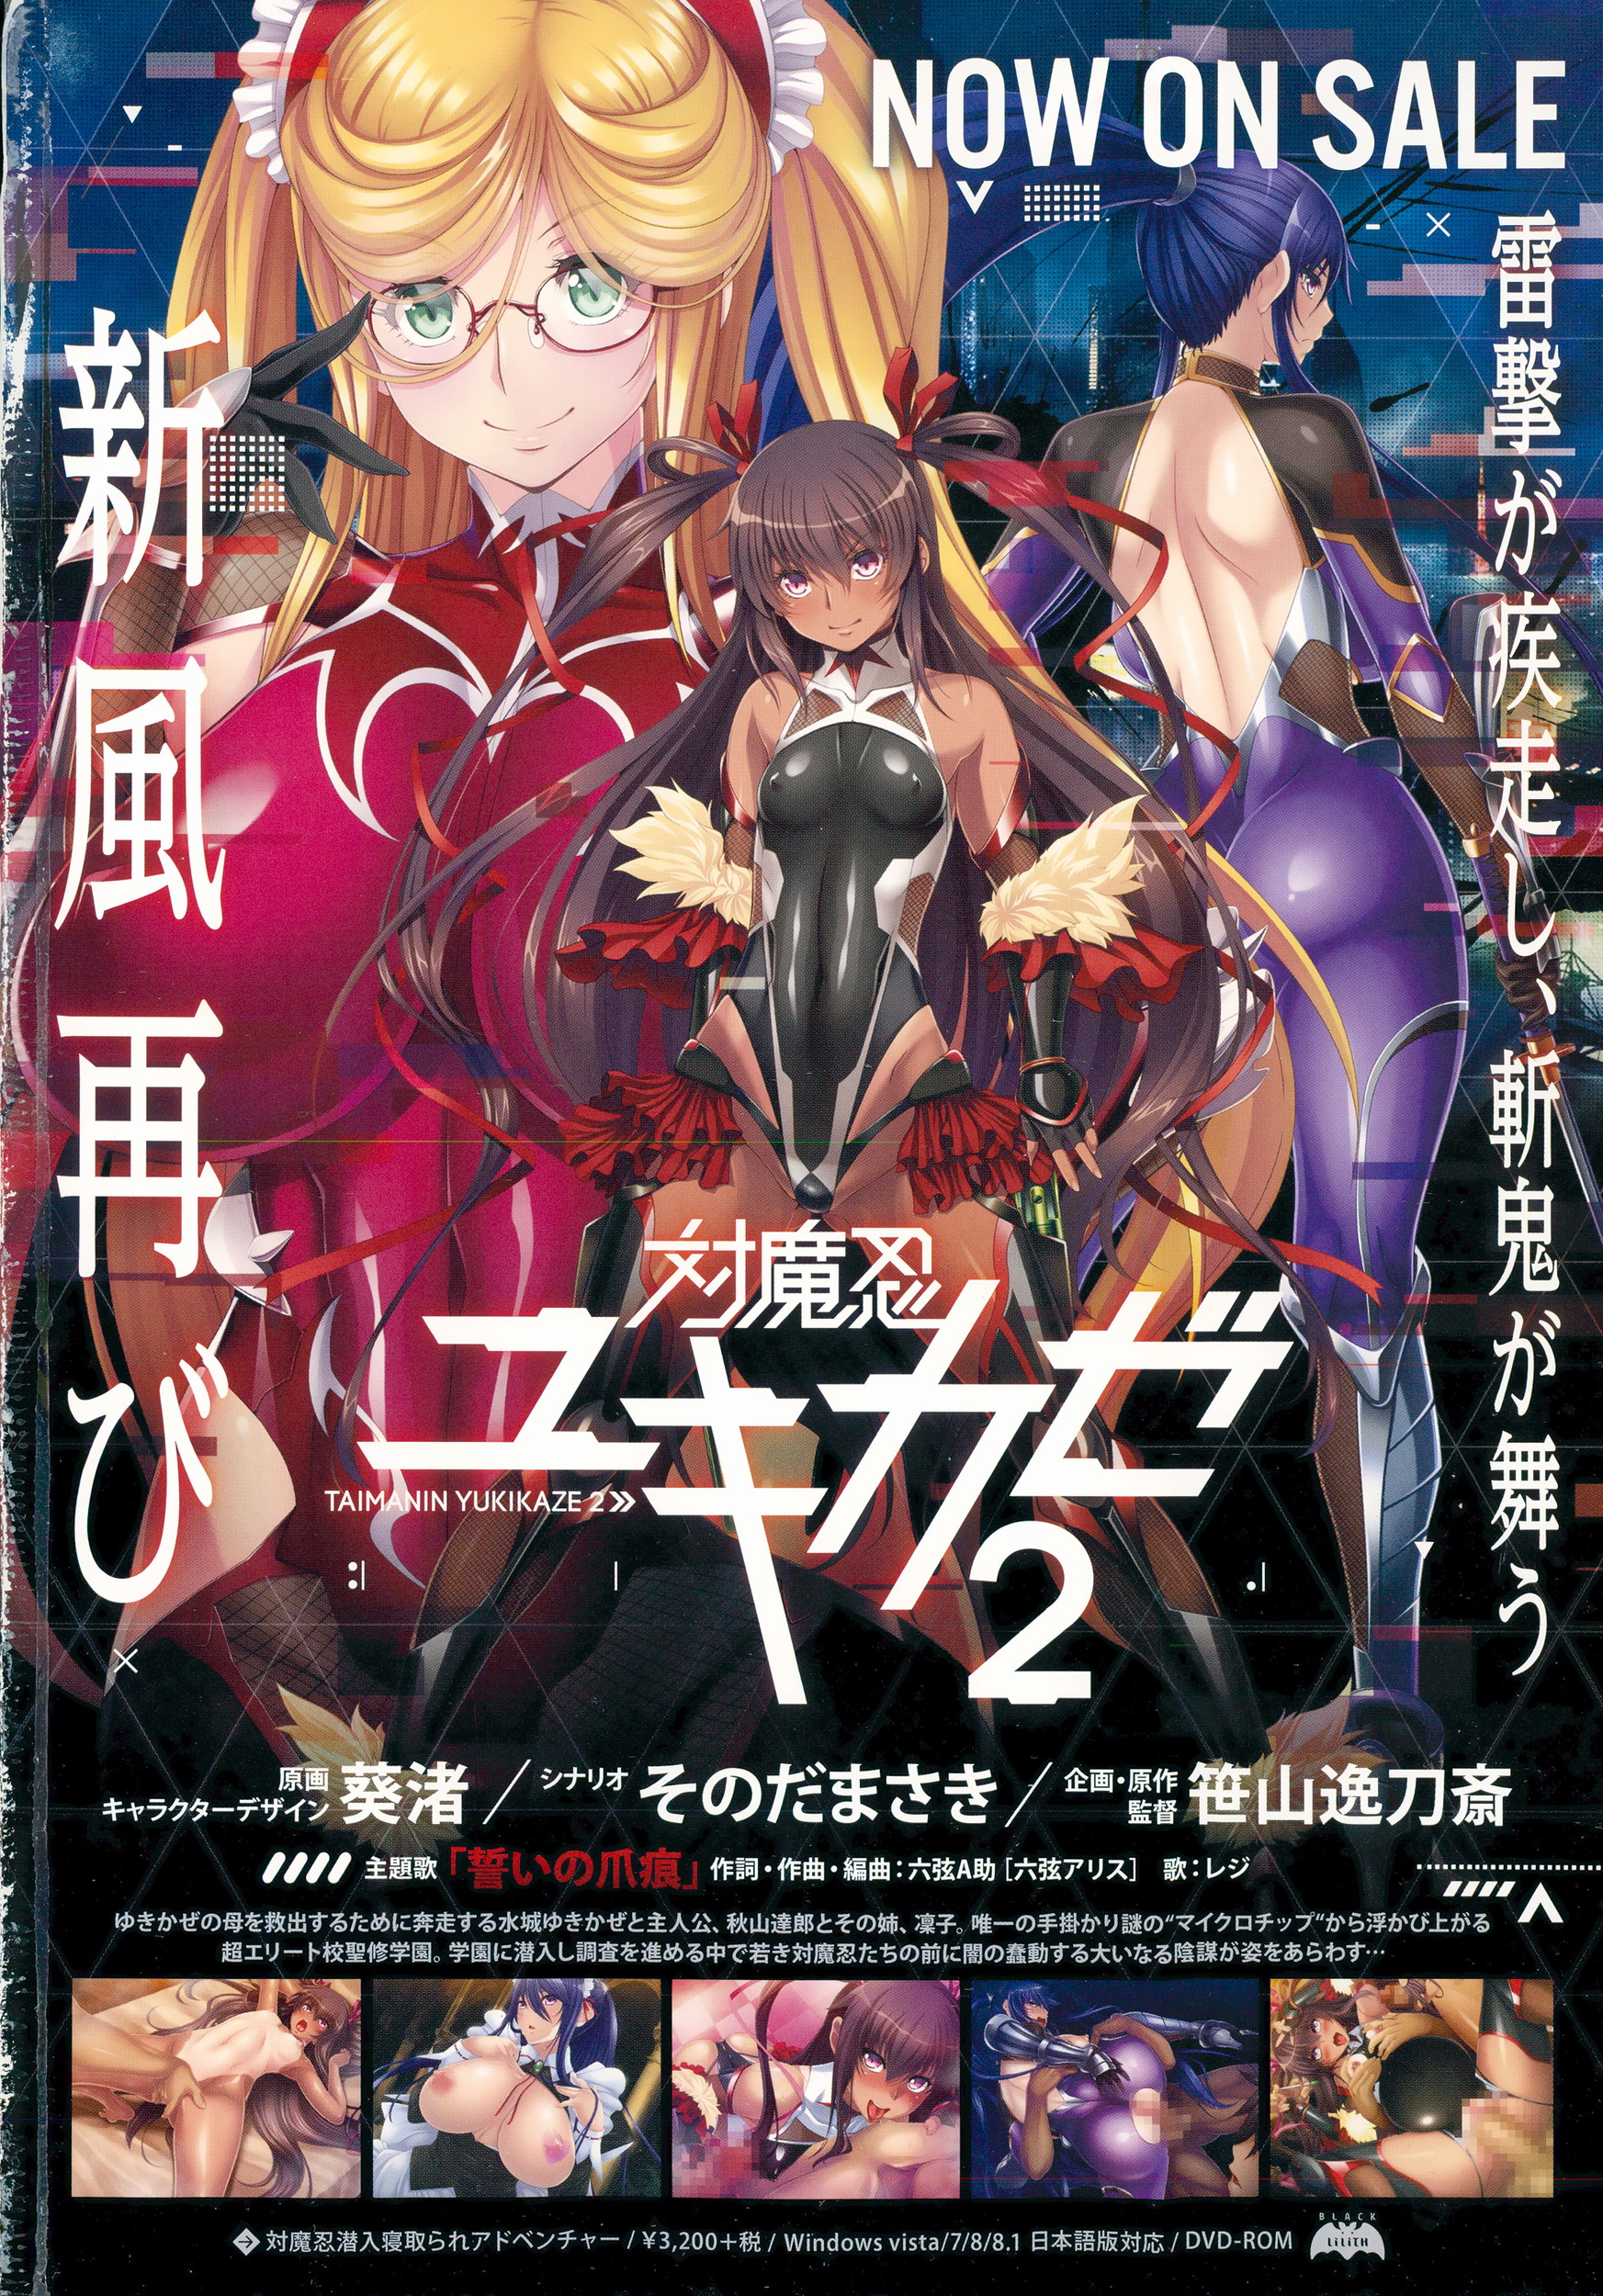 NOW ON SALE
雷撃が疾走し、斬鬼が舞う
新風再び
対魔忍
ユキカゼ2
TAIMANIN YUKIKAZE 2
原画
キャラクターデザイン 葵渚 / シナリオ そのだまさき / 企画・原作 監督 笹山逸刀斎
主題歌「誓いの爪痕」作詞・作曲・編曲：六弦A助［六弦アリス］ 歌：レジ
ゆきかぜの母を救出するために奔走する水城ゆきかぜと主人公、秋山達郎とその姉、凜子。唯一の手掛かり謎の“マイクロチップ“から浮かび上がる
超エリート校聖修学園。学園に潜入し調査を進める中で若き対魔忍たちの前に闇の蠢動する大いなる陰謀が姿をあらわす…
対魔忍潜入寝取られアドベンチャー / ¥3,200＋税 / Windows vista/7/8/8.1 日本語版対応 / DVD-ROM
BLACK
LiLiTH